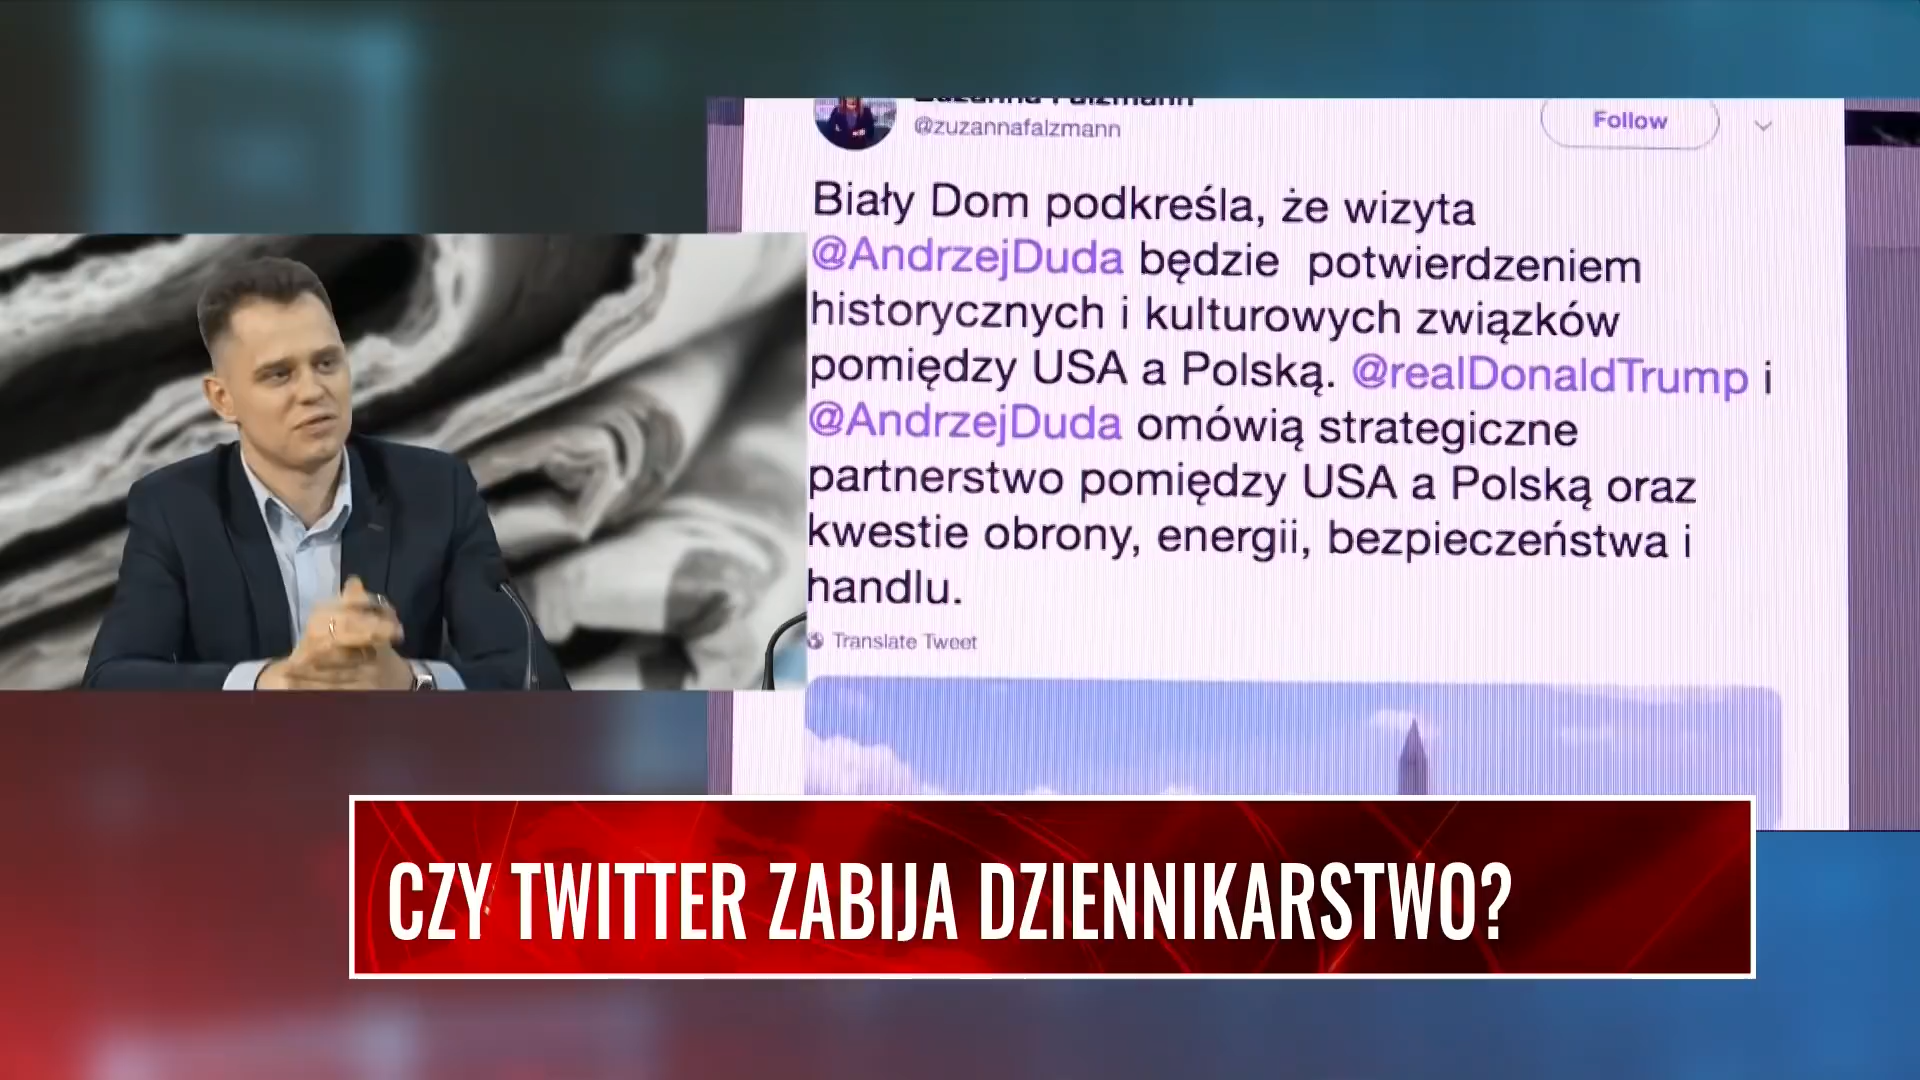 @zuzannafalzmann
Follow
Biały Dom podkreśla, że wizyta
@AndrzejDuda będzie potwierdzeniem
historycznych i kulturowych związków
pomiędzy USA a Polską. @realDonaldTrump i
@AndrzejDuda omówią strategiczne
partnerstwo pomiędzy USA a Polską oraz
kwestie obrony, energii, bezpieczeństwa i
handlu.
Translate Tweet
CZY TWITTER ZABIJA DZIENNIKARSTWO?